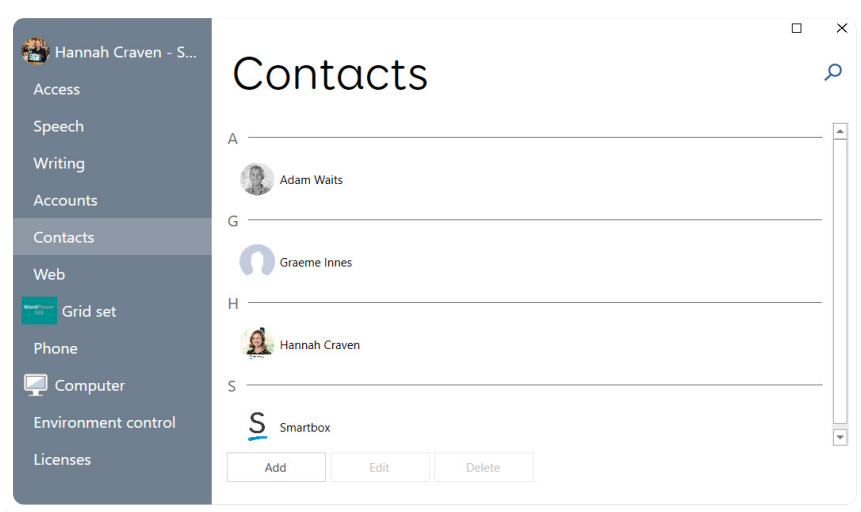 Hannah Craven - S...
Access
Speech
Writing
Accounts
Contacts
Web
Grid set
Phone
Computer
Environment control
Licenses
Contacts
A
Adam Waits
G
Graeme Innes
H
Hannah Craven
S
S
Smartbox
Add Edit Delete